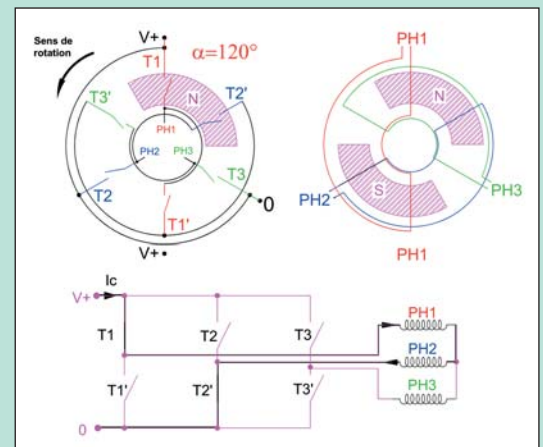 Sens de
rotation
V+
α=120°
T1
N
T3'
T2'
PH1
PH2
PH3
T2
T3
T1'
0
V+
PH1
N
S
PH2
PH3
PH1
Ic
V+
T1
T2
T3
T1'
T2'
T3'
0
PH1
PH2
PH3